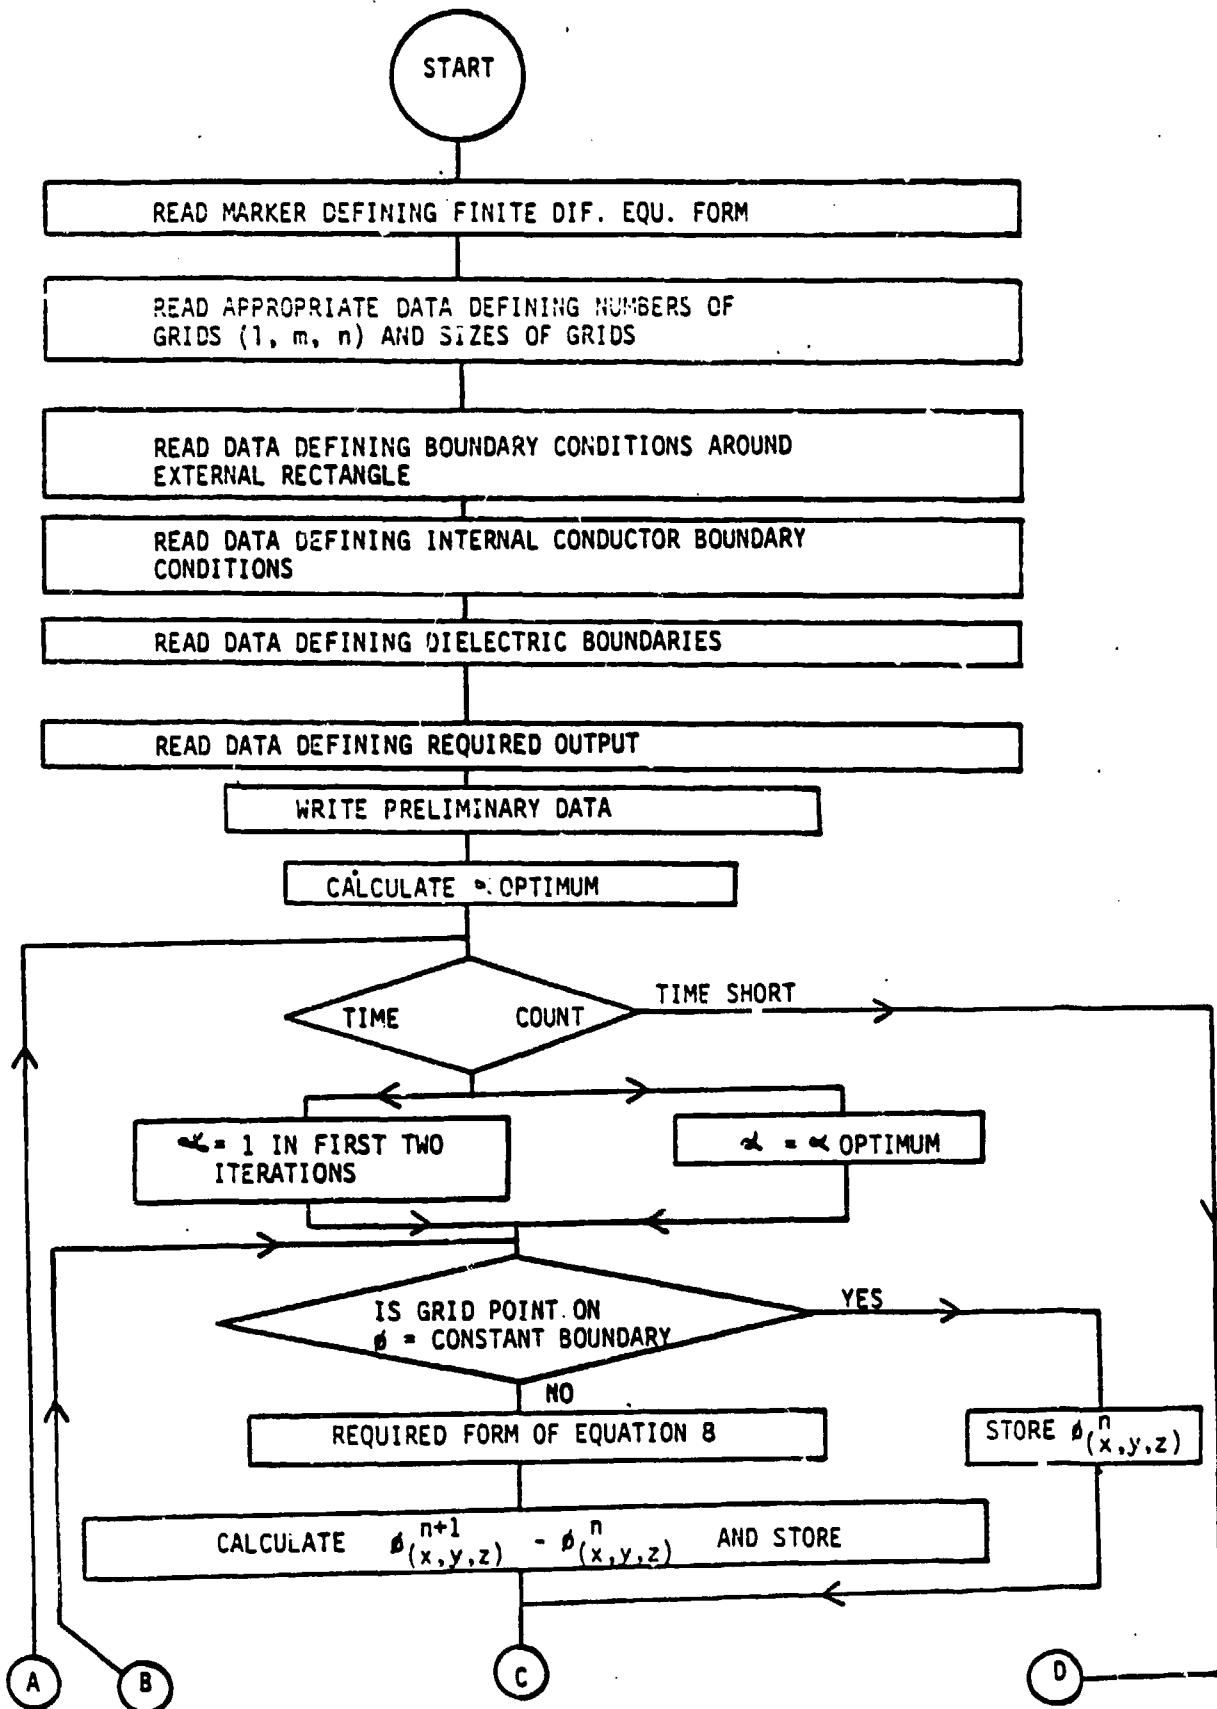 START
READ MARKER DEFINING FINITE DIF. EQU. FORM
READ APPROPRIATE DATA DEFINING NUMBERS OF
GRIDS (l, m, n) AND SIZES OF GRIDS
READ DATA DEFINING BOUNDARY CONDITIONS AROUND
EXTERNAL RECTANGLE
READ DATA DEFINING INTERNAL CONDUCTOR BOUNDARY
CONDITIONS
READ DATA DEFINING DIELECTRIC BOUNDARIES
READ DATA DEFINING REQUIRED OUTPUT
WRITE PRELIMINARY DATA
CALCULATE ∝ OPTIMUM
TIME COUNT
TIME SHORT
∝ = 1 IN FIRST TWO
ITERATIONS
∝ = ∝ OPTIMUM
IS GRID POINT ON
ø = CONSTANT BOUNDARY
YES
NO
REQUIRED FORM OF EQUATION 8
STORE ø^n_(x,y,z)
CALCULATE ø^n+1_(x,y,z) - ø^n_(x,y,z) AND STORE
A
B
C
D